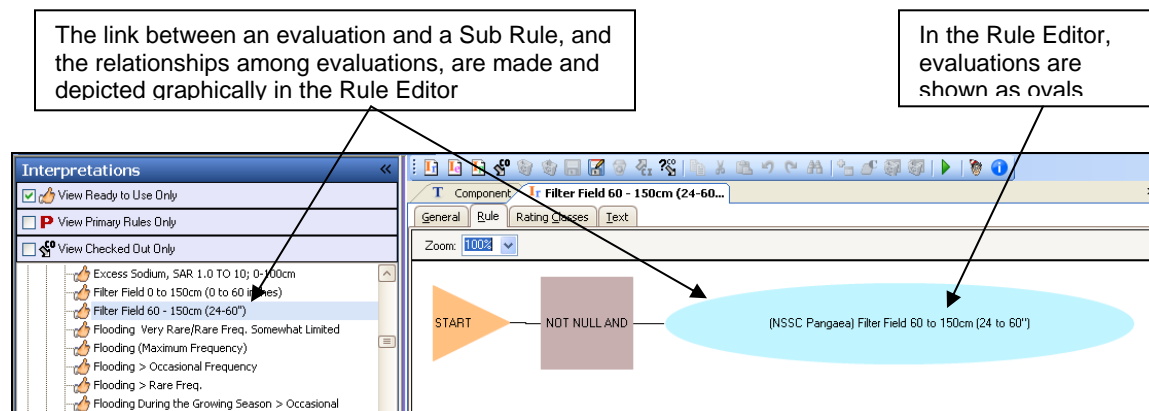 The link between an evaluation and a Sub Rule, and
the relationships among evaluations, are made and
depicted graphically in the Rule Editor
In the Rule Editor,
evaluations are
shown as ovals
Interpretations
View Ready to Use Only
P View Primary Rules Only
View Checked Out Only
Excess Sodium, SAR 1.0 TO 10; 0-100cm
Filter Field 0 to 150cm (0 to 60 inches)
Filter Field 60 - 150cm (24-60")
Flooding Very Rare/Rare Freq. Somewhat Limited
Flooding (Maximum Frequency)
Flooding > Occasional Frequency
Flooding > Rare Freq.
Flooding During the Growing Season > Occasional
T Component
Filter Field 60 - 150cm (24-60...
General Rule Rating Classes Text
Zoom: 100%
START
NOT NULL AND
(NSSC Pangaea) Filter Field 60 to 150cm (24 to 60")